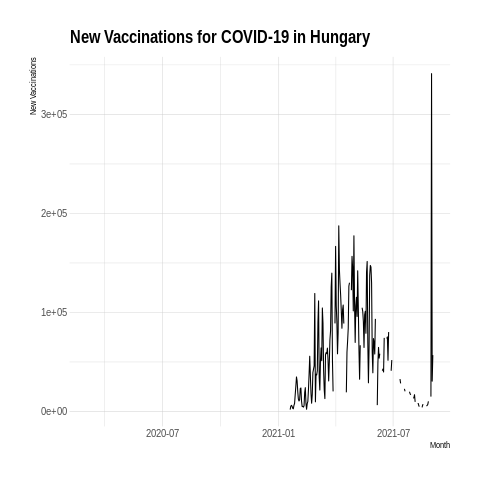 New Vaccinations for COVID-19 in Hungary
New Vaccinations
3e+05
2e+05
1e+05
0e+00
2020-07 2021-01 2021-07
Month